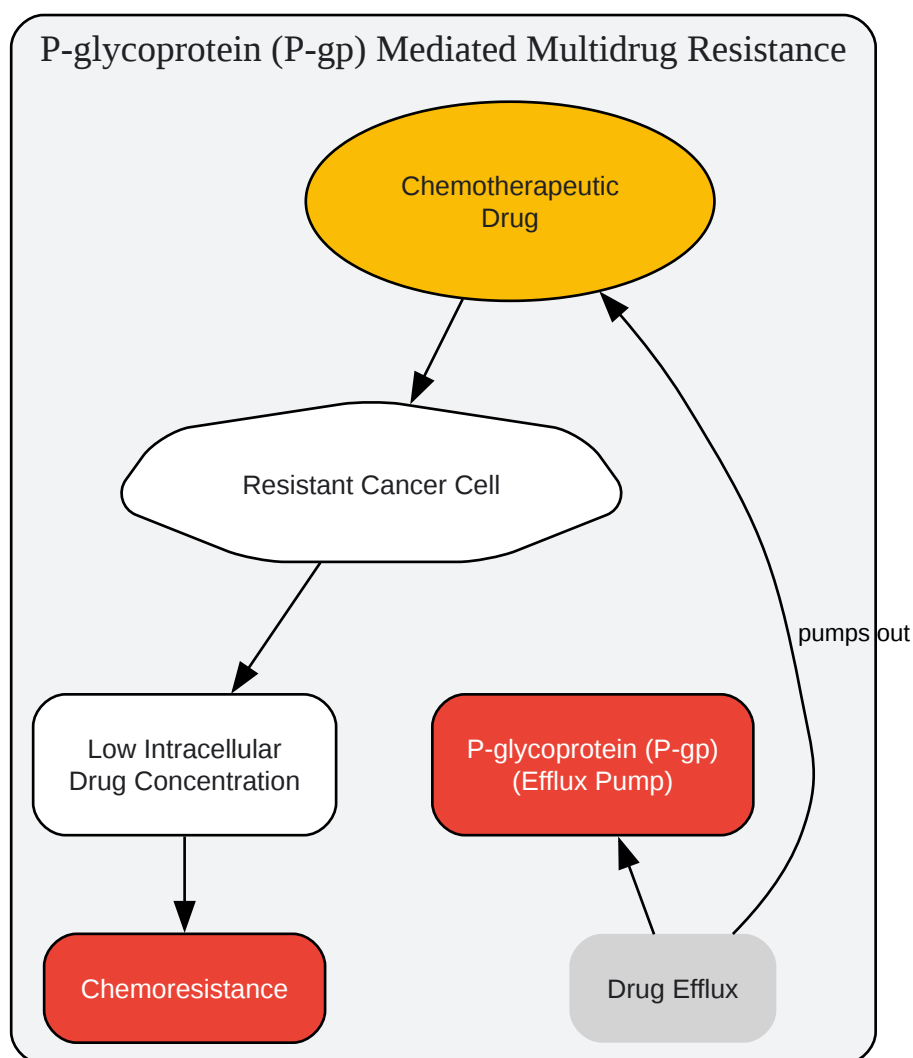 P-glycoprotein (P-gp) Mediated Multidrug Resistance
Chemotherapeutic
Drug
Resistant Cancer Cell
pumps out
Low Intracellular
Drug Concentration
P-glycoprotein (P-gp)
(Efflux Pump)
Chemoresistance
Drug Efflux